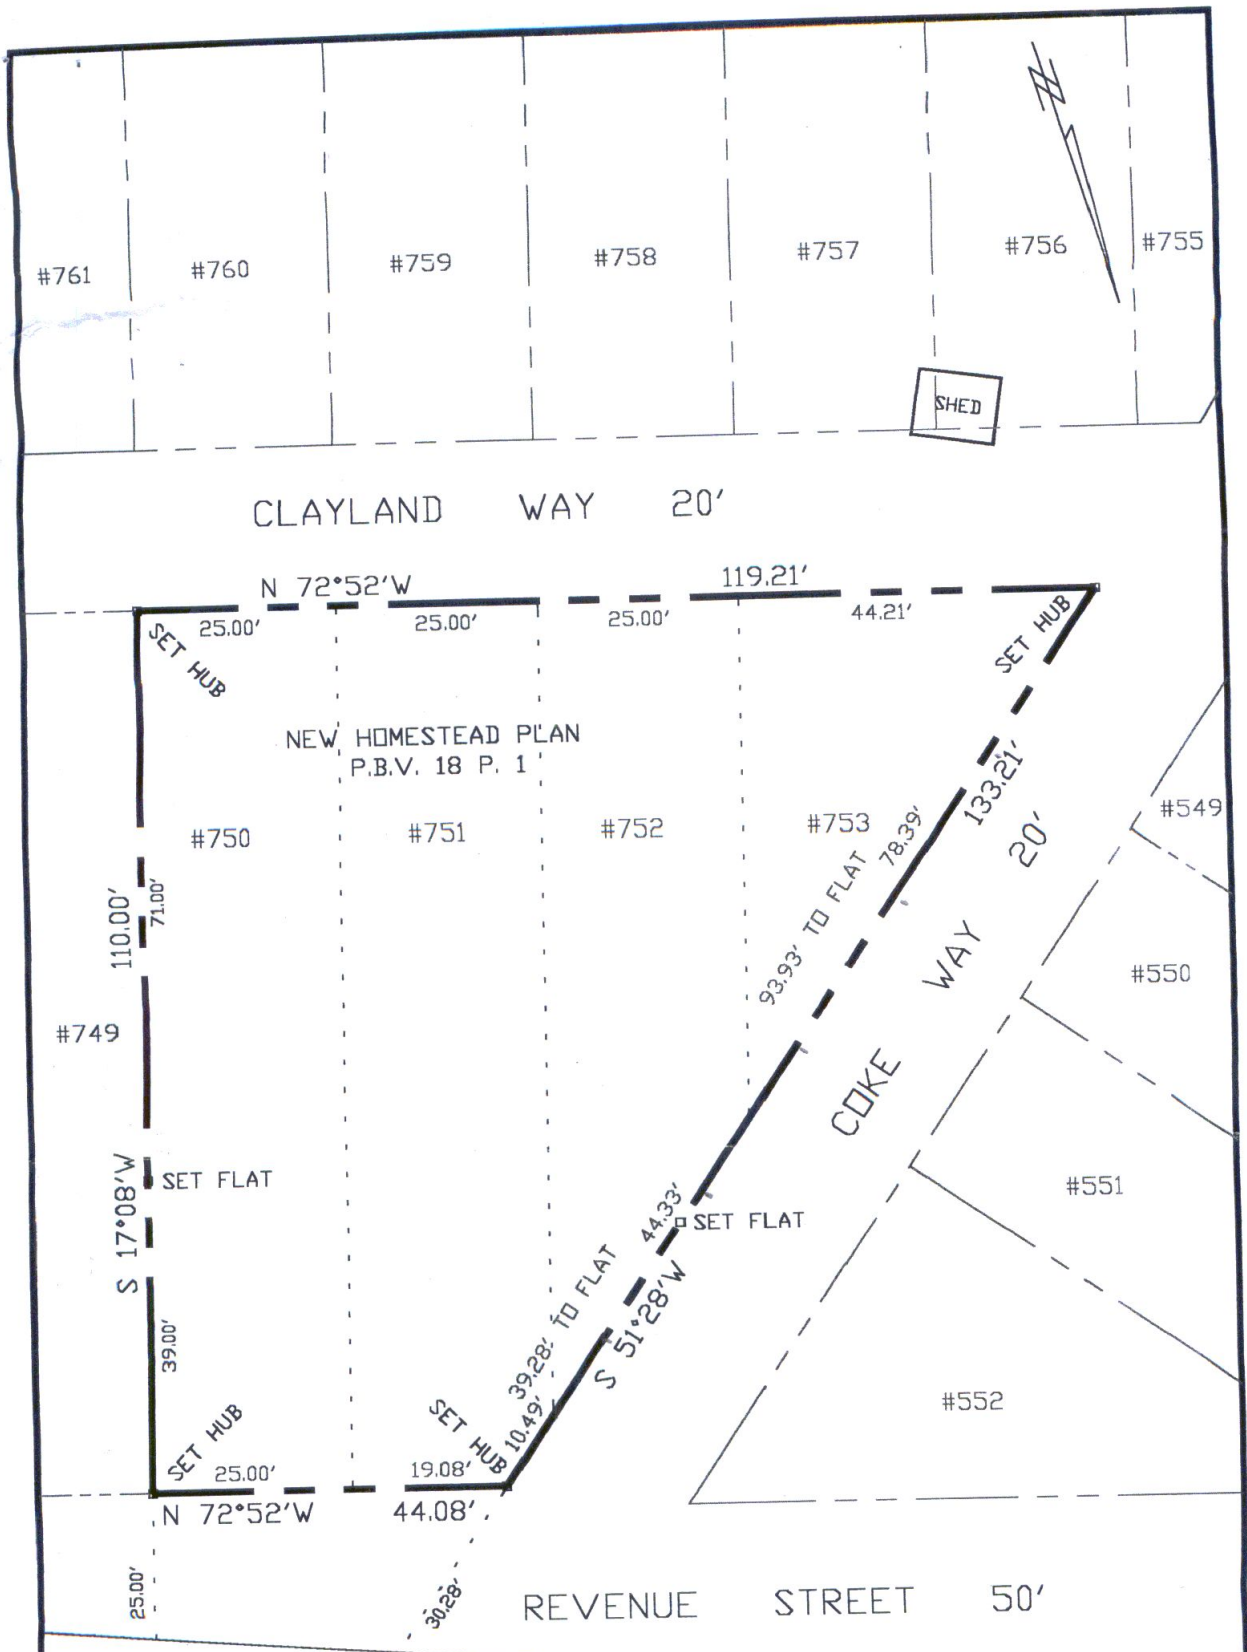 #761
#760
#759
#758
#757
#756
#755
SHED
CLAYLAND WAY 20'
N 72°52'W 119.21'
25.00' 25.00' 25.00' 44.21'
SET HUB
SET HUB
NEW HOMESTEAD PLAN
P.B.V. 18 P. 1
#750
#751
#752
#753
#749
110.00'
71.00'
S 17°08'W
SET FLAT
39.00'
93.93' TO FLAT
78.39'
133.21'
COKE WAY 20'
#549
#550
#551
#552
44.33'
SET FLAT
39.28' TO FLAT
10.49'
S 51°28'W
SET HUB
SET HUB
25.00' 19.08'
N 72°52'W 44.08'
25.00'
30.28'
REVENUE STREET 50'